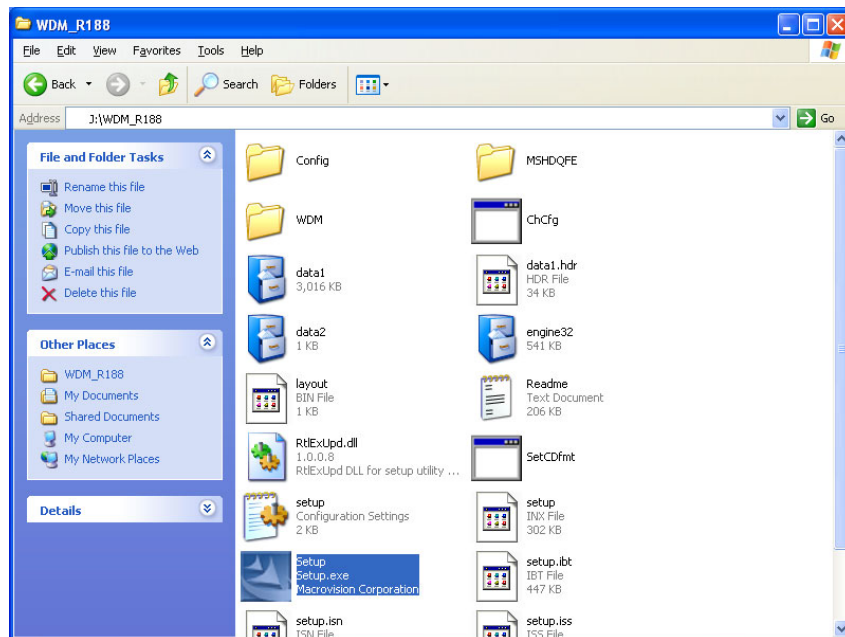 WDM_R188
File Edit View Favorites Tools Help
Back Search Folders
Address J:\WDM_R188 Go
File and Folder Tasks
Rename this file
Move this file
Copy this file
Publish this file to the Web
E-mail this file
Delete this file
Other Places
WDM_R188
My Documents
Shared Documents
My Computer
My Network Places
Details
Config
MSHDQFE
WDM
ChCfg
data1
3,016 KB
data1.hdr
HDR File
34 KB
data2
1 KB
engine32
541 KB
layout
BIN File
1 KB
Readme
Text Document
206 KB
RtlExUpd.dll
1.0.0.8
RtlExUpd DLL for setup utility ...
SetCDfmt
setup
Configuration Settings
2 KB
setup
INX File
302 KB
Setup
Setup.exe
Macrovision Corporation
setup.ibt
IBT File
447 KB
setup.isn
ISN File
setup.iss
ISS File